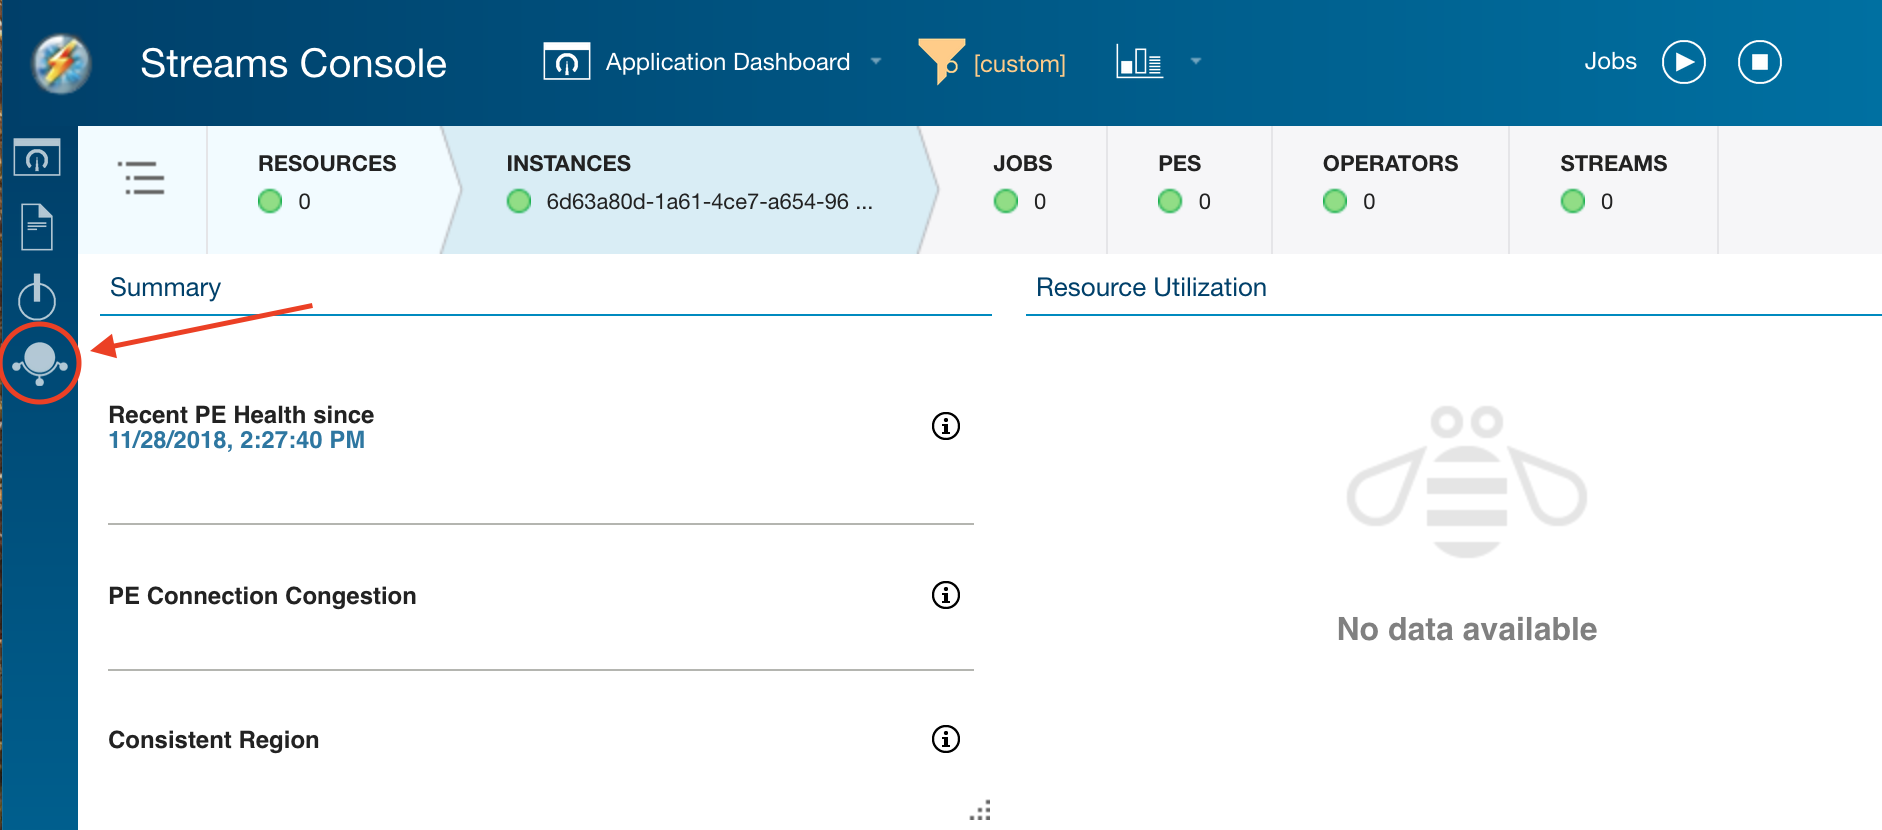 Streams Console
Application Dashboard
[custom]
Jobs
RESOURCES
0
INSTANCES
6d63a80d-1a61-4ce7-a654-96 ...
JOBS
0
PES
0
OPERATORS
0
STREAMS
0
Summary
Resource Utilization
Recent PE Health since
11/28/2018, 2:27:40 PM
PE Connection Congestion
No data available
Consistent Region